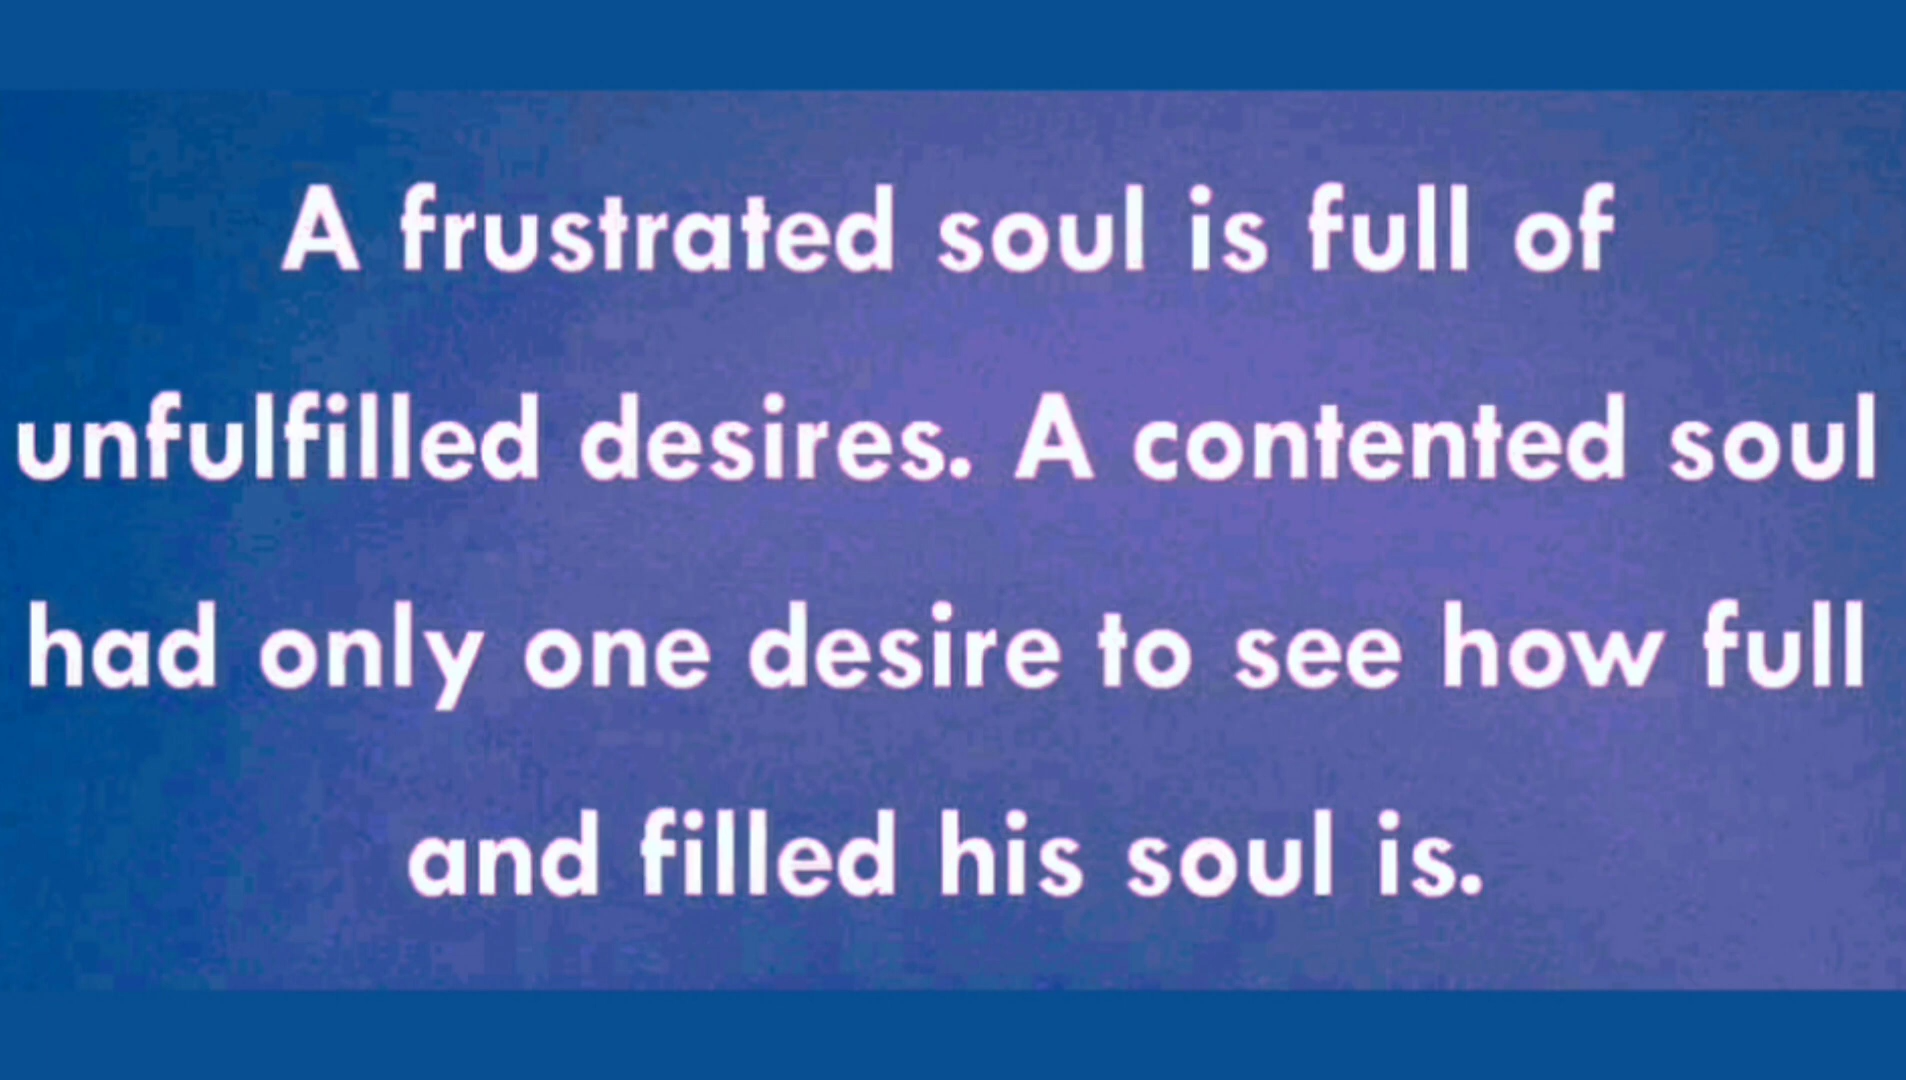 A frustrated soul is full of
unfulfilled desires. A contented soul
had only one desire to see how full
and filled his soul is.